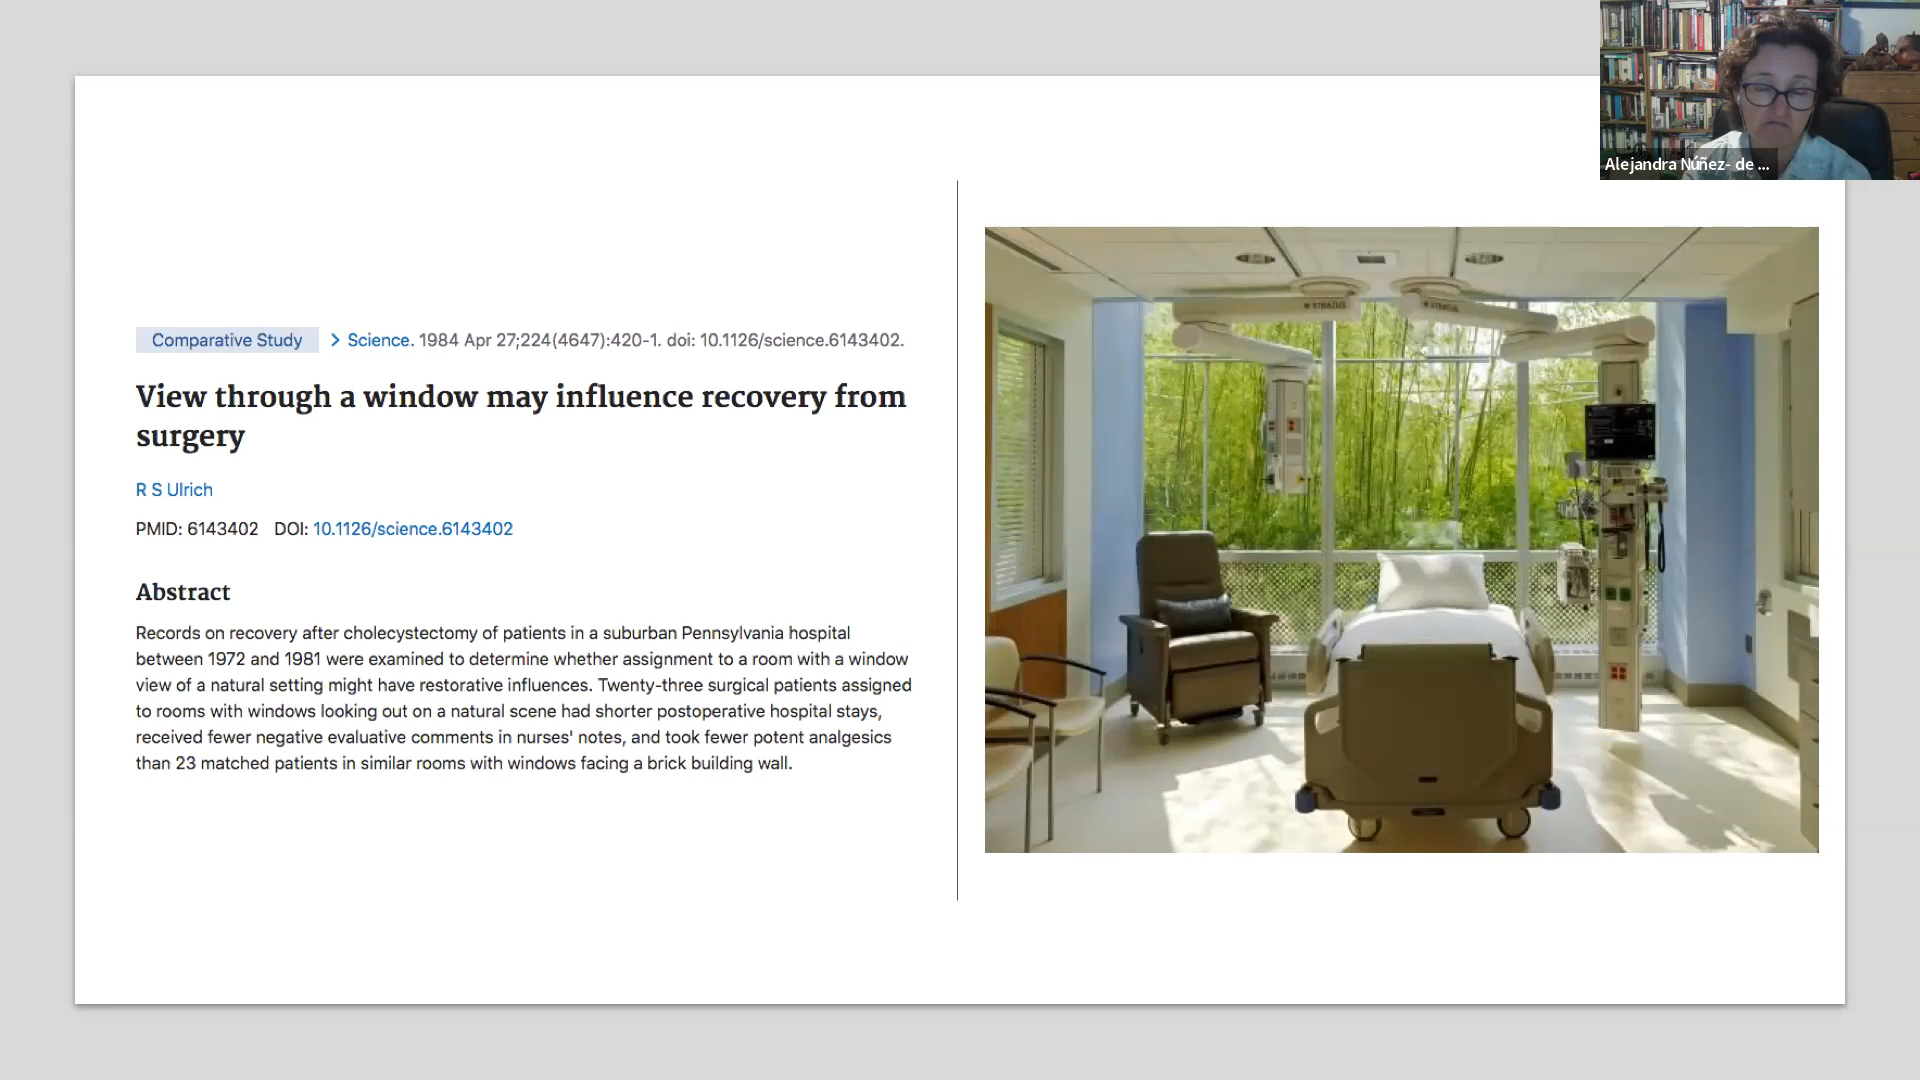 Alejandra Núñez- de ...
Comparative Study > Science. 1984 Apr 27;224(4647):420-1. doi: 10.1126/science.6143402.
View through a window may influence recovery from
surgery
R S Ulrich
PMID: 6143402 DOI: 10.1126/science.6143402
Abstract
Records on recovery after cholecystectomy of patients in a suburban Pennsylvania hospital
between 1972 and 1981 were examined to determine whether assignment to a room with a window
view of a natural setting might have restorative influences. Twenty-three surgical patients assigned
to rooms with windows looking out on a natural scene had shorter postoperative hospital stays,
received fewer negative evaluative comments in nurses' notes, and took fewer potent analgesics
than 23 matched patients in similar rooms with windows facing a brick building wall.
STRATUS
STRATUS